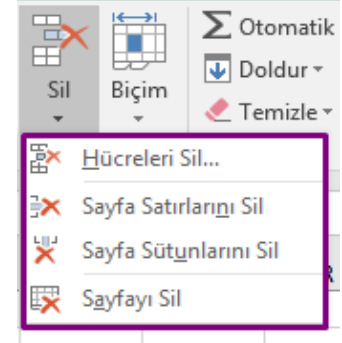 Sil
Biçim
Otomatik
Doldur
Temizle
Hücreleri Sil...
Sayfa Satırlarını Sil
Sayfa Sütunlarını Sil
Sayfayı Sil